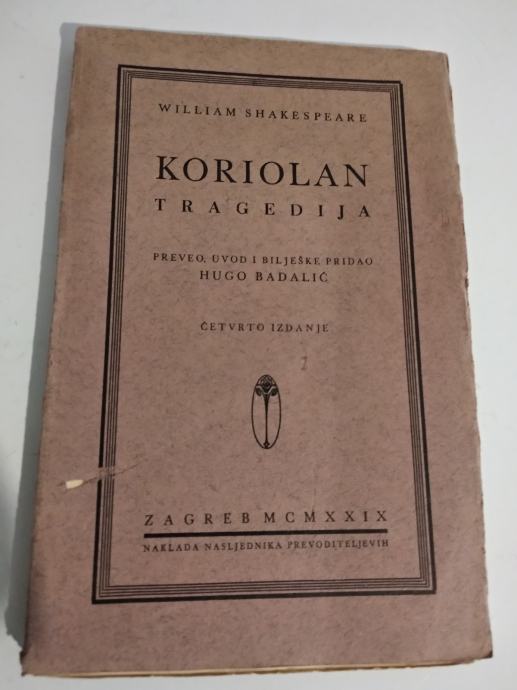 WILLIAM SHAKESPEARE
KORIOLAN
TRAGEDIJA
PREVEO, UVOD I BILJEŠKE PRIDAO
HUGO BADALIĆ
ČETVRTO IZDANJE
ZAGREB MCMXXIX
NAKLADA NASLJEDNIKA PREVODITELJEVIH